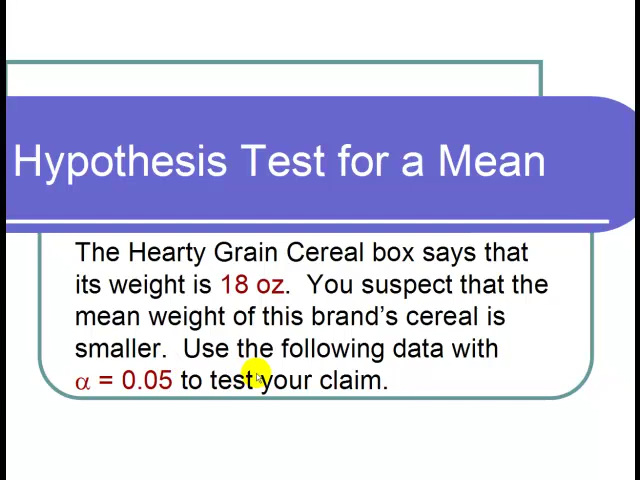 Hypothesis Test for a Mean
The Hearty Grain Cereal box says that
its weight is 18 oz.  You suspect that the
mean weight of this brand's cereal is
smaller.  Use the following data with
α = 0.05 to test your claim.